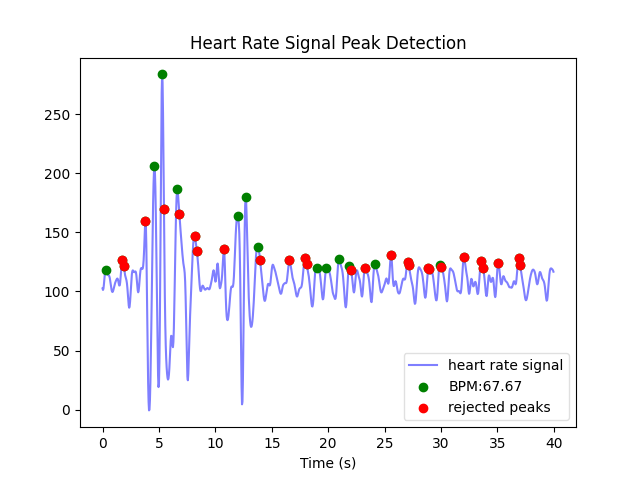 Heart Rate Signal Peak Detection
250
200
150
100
50
0
0 5 10 15 20 25 30 35 40
Time (s)
heart rate signal
BPM:67.67
rejected peaks